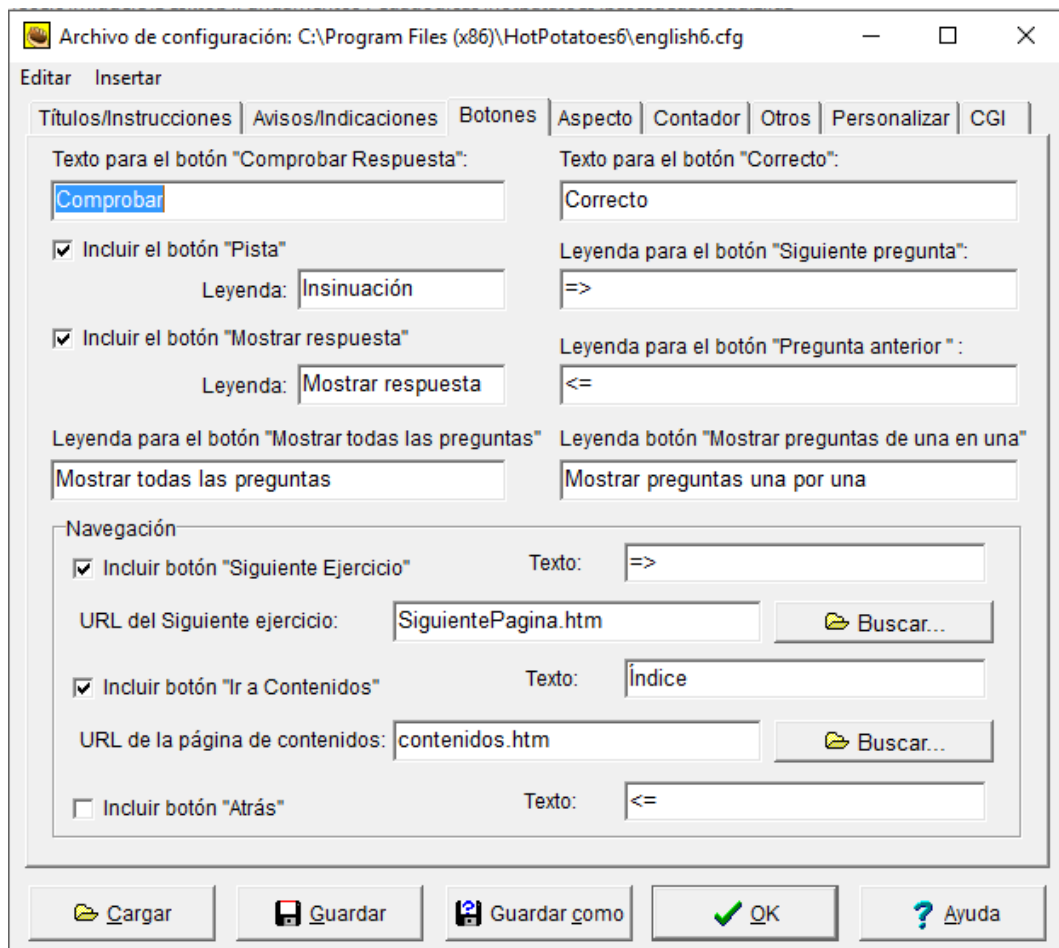 Archivo de configuración: C:\Program Files (x86)\HotPotatoes6\english6.cfg
Editar Insertar
Títulos/Instrucciones Avisos/Indicaciones Botones Aspecto Contador Otros Personalizar CGI
Texto para el botón "Comprobar Respuesta": Texto para el botón "Correcto":
Comprobar Correcto
Incluir el botón "Pista" Leyenda para el botón "Siguiente pregunta":
Leyenda: Insinuación =>
Incluir el botón "Mostrar respuesta" Leyenda para el botón "Pregunta anterior " :
Leyenda: Mostrar respuesta <=
Leyenda para el botón "Mostrar todas las preguntas" Leyenda botón "Mostrar preguntas de una en una"
Mostrar todas las preguntas Mostrar preguntas una por una
Navegación
Incluir botón "Siguiente Ejercicio" Texto: =>
URL del Siguiente ejercicio: SiguientePagina.htm Buscar...
Incluir botón "Ir a Contenidos" Texto: Índice
URL de la página de contenidos: contenidos.htm Buscar...
Incluir botón "Atrás" Texto: <=
Cargar Guardar Guardar como OK Ayuda